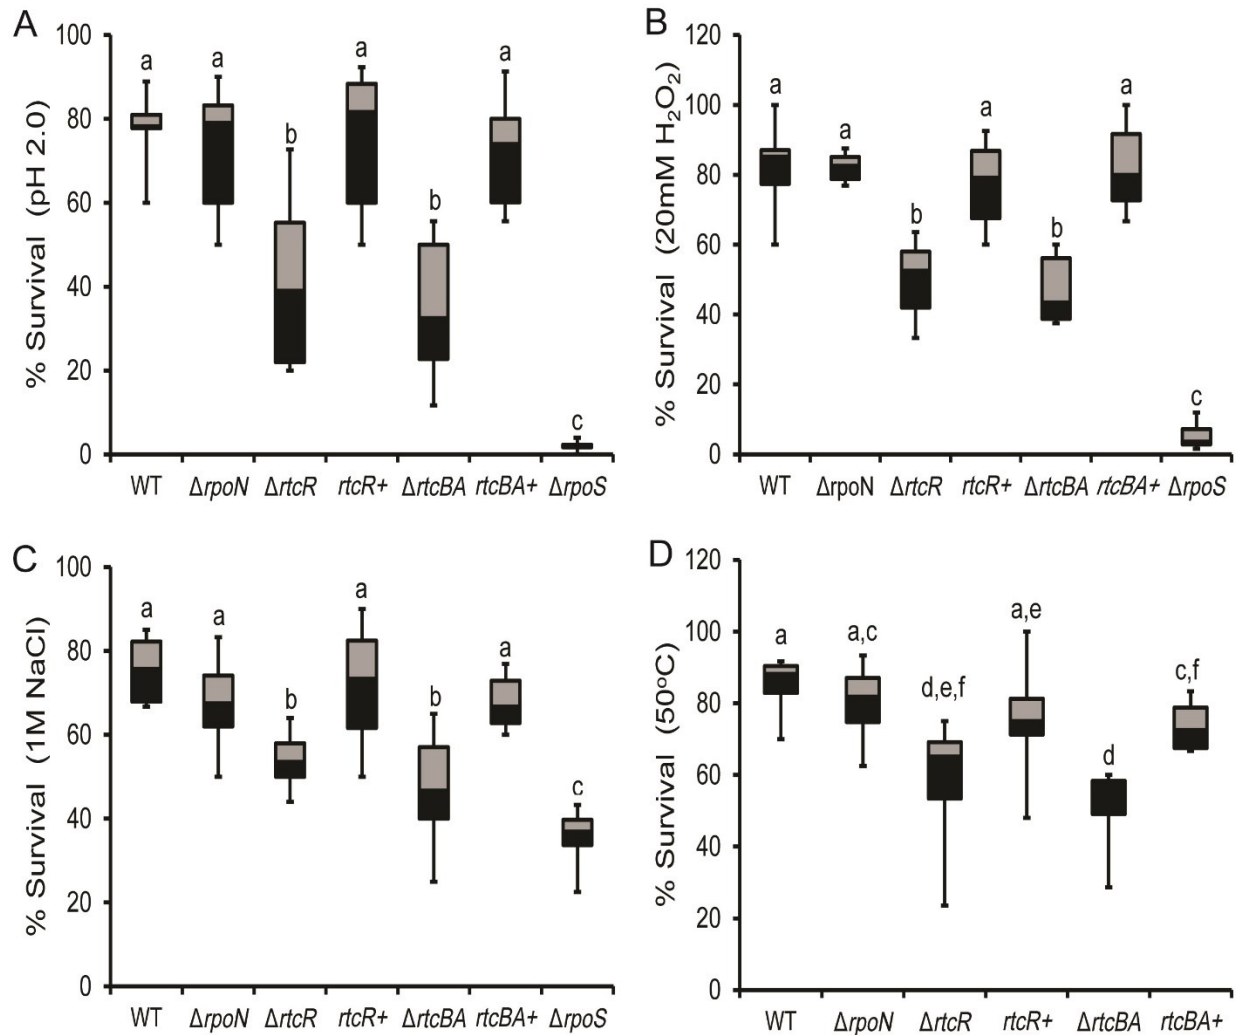 A
% Survival (pH 2.0)
100
80
60
40
20
0
a
a
b
a
b
a
c
WT
ΔrpoN
ΔrtcR
rtcR+
ΔrtcBA
rtcBA+
ΔrpoS
B
% Survival (20mM H₂O₂)
120
100
80
60
40
20
0
a
a
b
a
b
a
c
WT
ΔrpoN
ΔrtcR
rtcR+
ΔrtcBA
rtcBA+
ΔrpoS
C
% Survival (1M NaCl)
100
80
60
40
20
0
a
a
b
a
b
a
c
WT
ΔrpoN
ΔrtcR
rtcR+
ΔrtcBA
rtcBA+
ΔrpoS
D
% Survival (50ºC)
120
100
80
60
40
20
0
a
a,c
d,e,f
a,e
d
c,f
WT
ΔrpoN
ΔrtcR
rtcR+
ΔrtcBA
rtcBA+